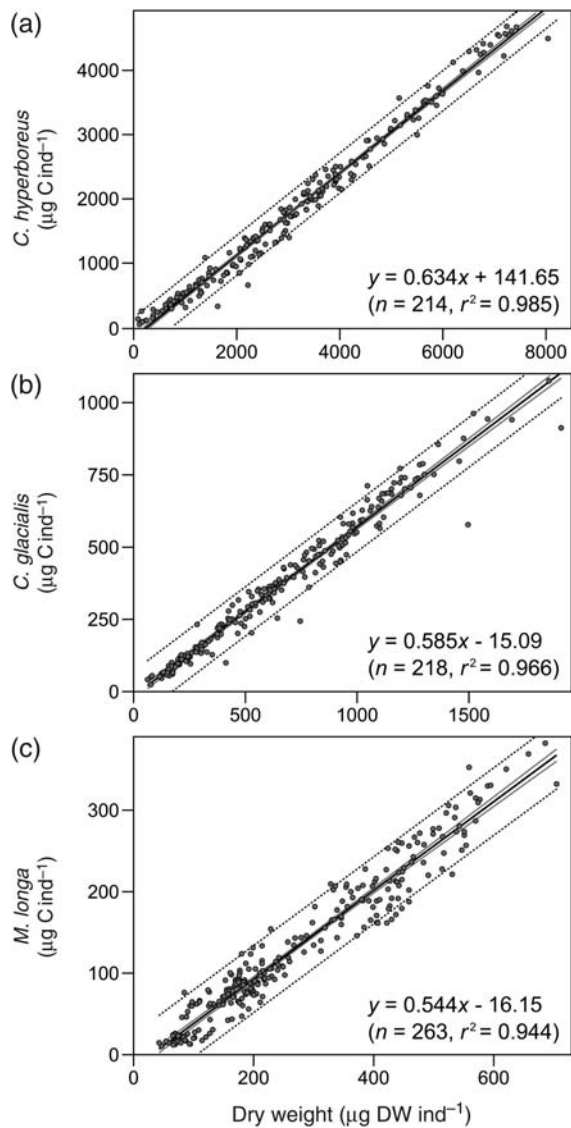 (a)
C. hyperboreus
(µg C ind⁻¹)
4000
3000
2000
1000
0
y = 0.634x + 141.65
(n = 214, r² = 0.985)
0 2000 4000 6000 8000
(b)
C. glacialis
(µg C ind⁻¹)
1000
750
500
250
0
y = 0.585x - 15.09
(n = 218, r² = 0.966)
0 500 1000 1500
(c)
M. longa
(µg C ind⁻¹)
300
200
100
0
y = 0.544x - 16.15
(n = 263, r² = 0.944)
0 200 400 600
Dry weight (µg DW ind⁻¹)